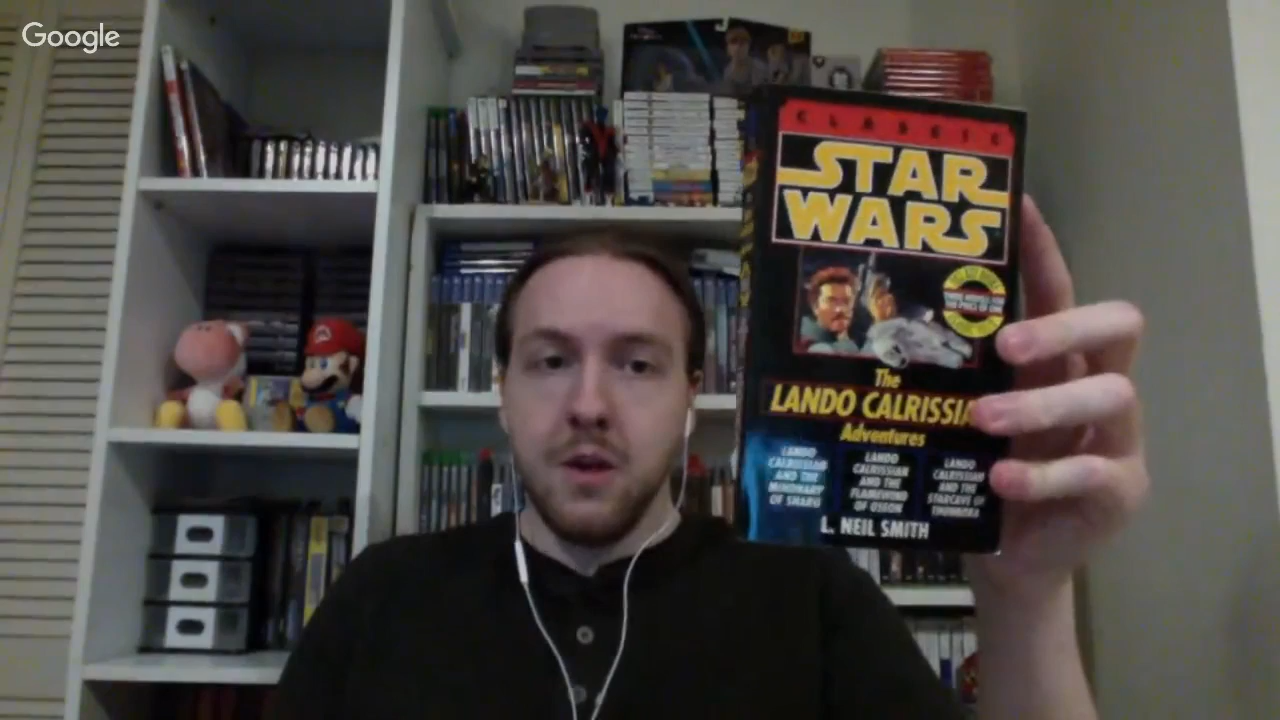 Google
CLASSIC
STAR
WARS
The
LANDO CALRISSIA
Adventures
LANDO
CALRISSIAN
AND THE
MINDHARP
OF SHARU
LANDO
CALRISSIAN
AND THE
FLAMEWIND
OF OSEON
LANDO
CALRISSIAN
AND THE
STARCAVE OF
THONBOKA
L. NEIL SMITH